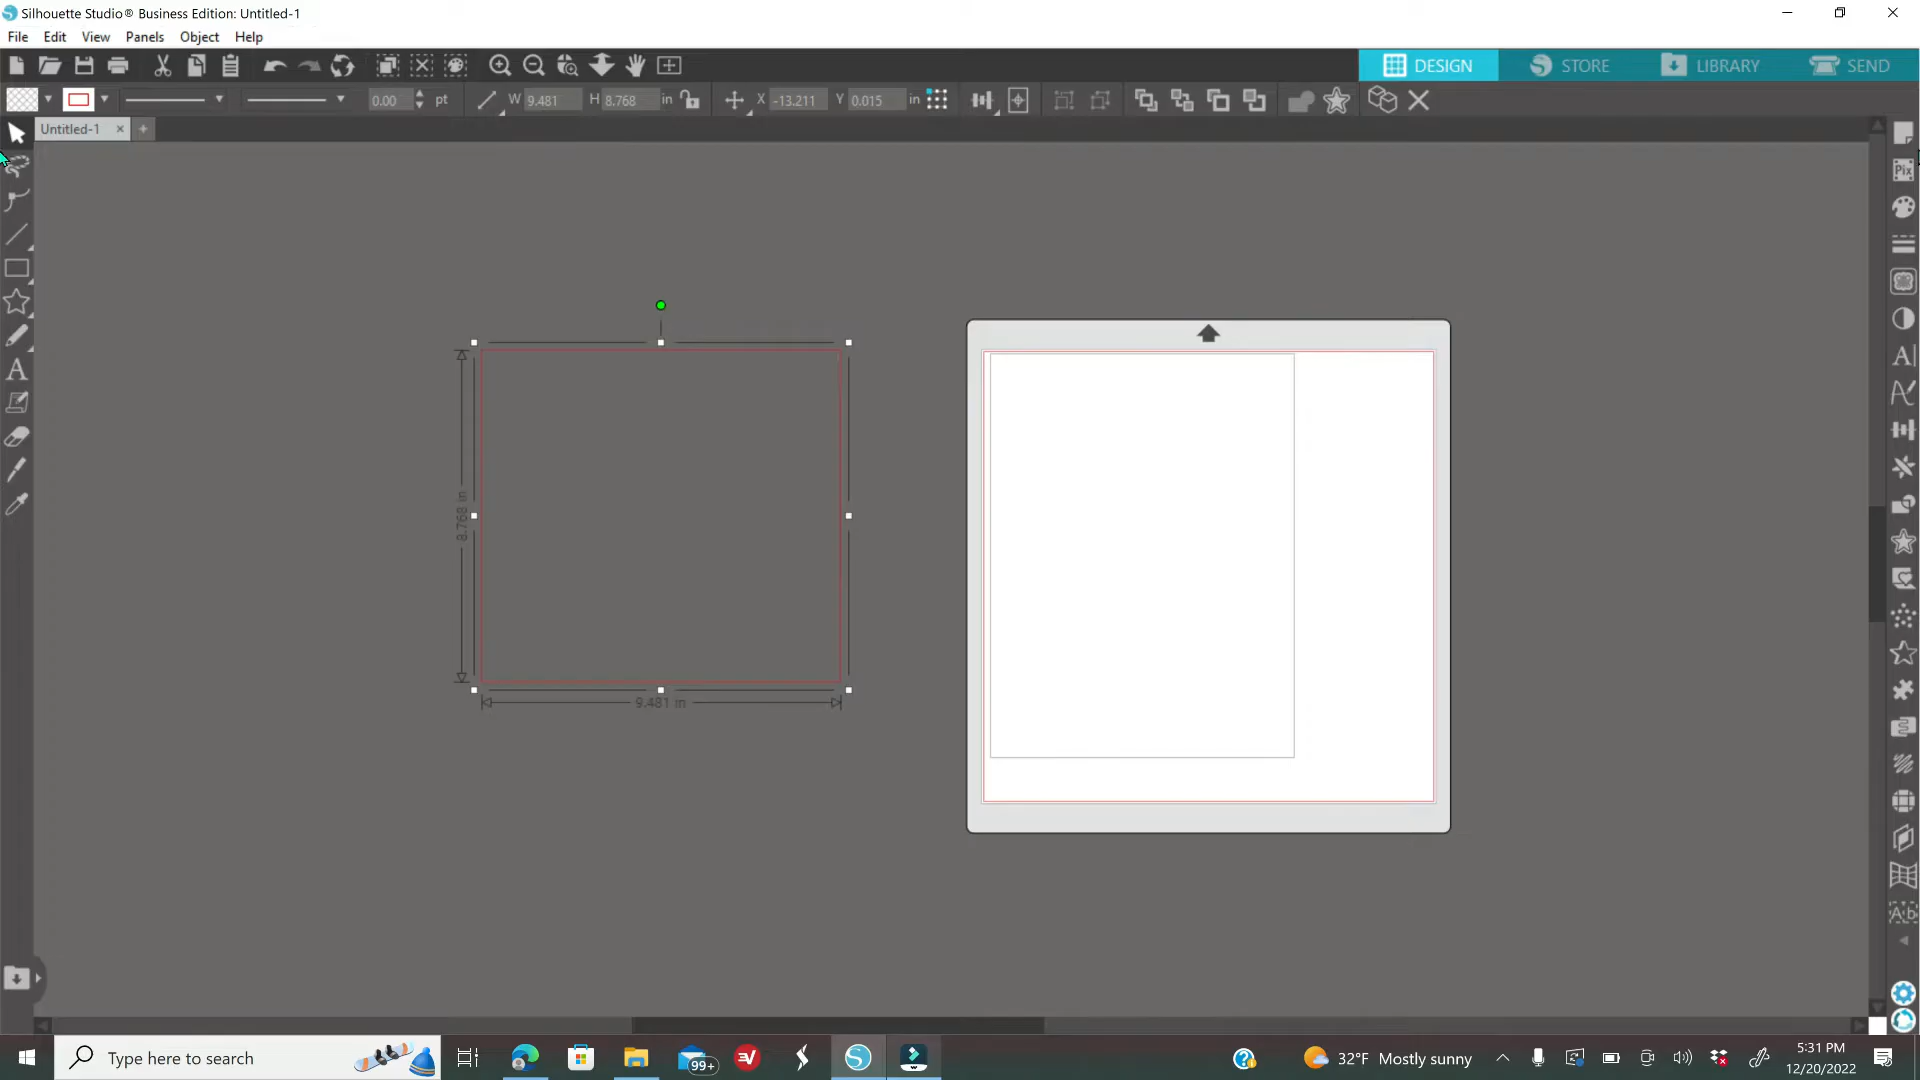 Silhouette Studio® Business Edition: Untitled-1
File Edit View Panels Object Help
DESIGN STORE LIBRARY SEND
0.00 pt W 9.481 H 8.768 in X -13.211 Y 0.015 in
Untitled-1 × +
Pix
8.768 in
9.481 in
Type here to search
99+
32°F Mostly sunny
5:31 PM
12/20/2022